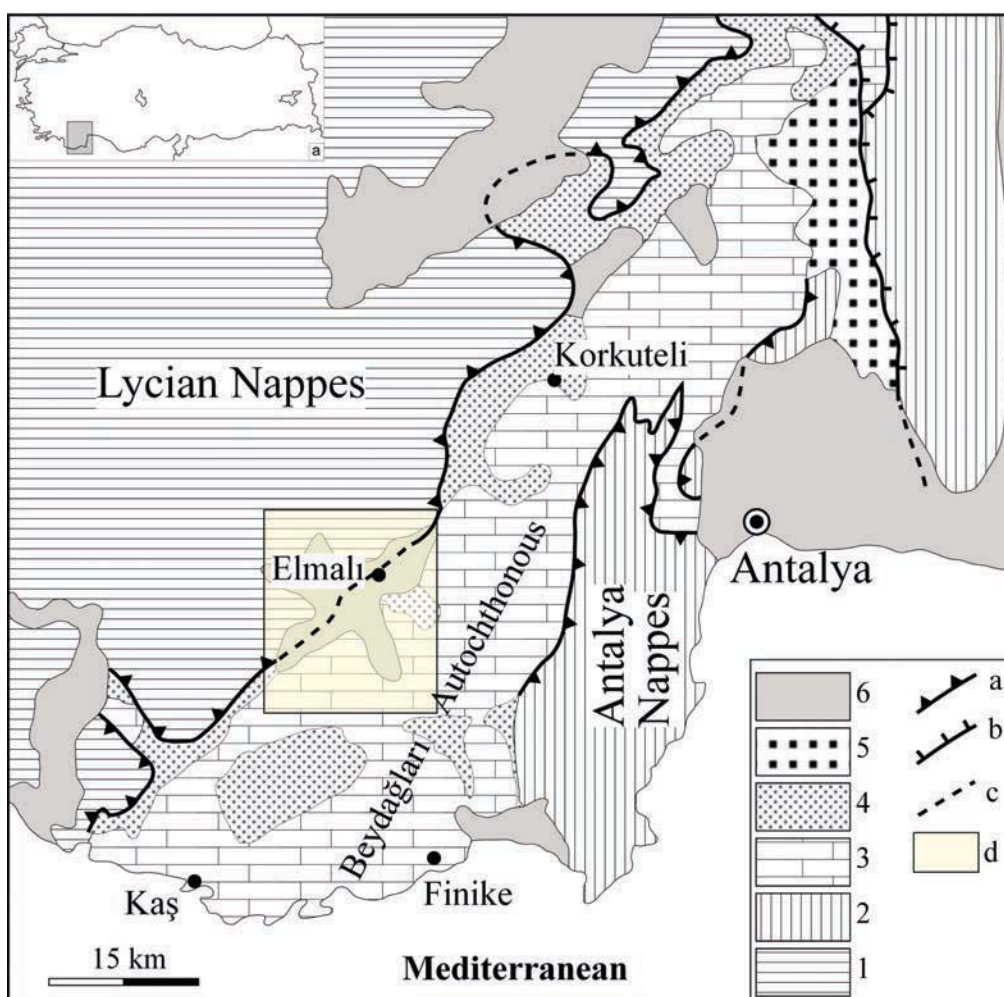 a
Korkuteli
Lycian Nappes
Elmalı
Antalya
Beydağları Autochthonous
Antalya
Nappes
Kaş
Finike
15 km
Mediterranean
6
5
4
3
2
1
a
b
c
d